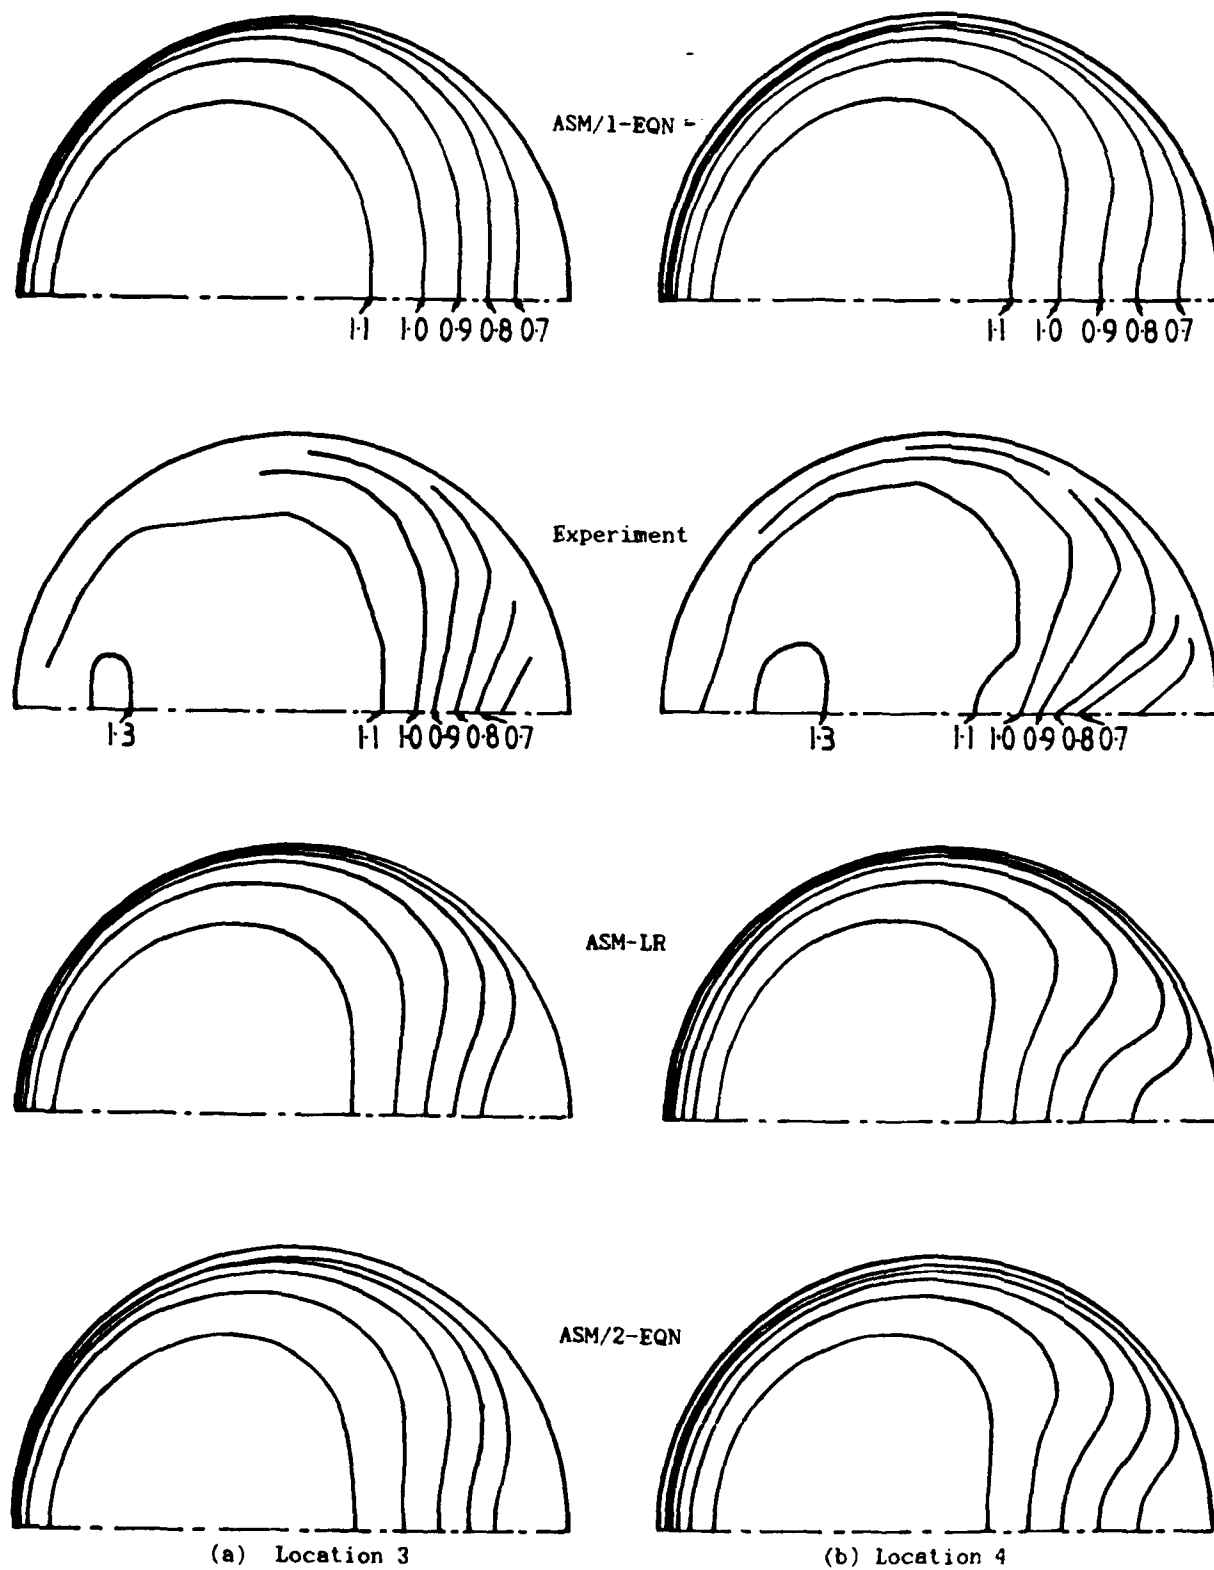 ASM/1-EQN
1.1 1.0 0.9 0.8 0.7
1.1 1.0 0.9 0.8 0.7
Experiment
1.3 1.1 1.0 0.9 0.8 0.7
1.3 1.1 1.0 0.9 0.8 0.7
ASM-LR
ASM/2-EQN
(a) Location 3
(b) Location 4